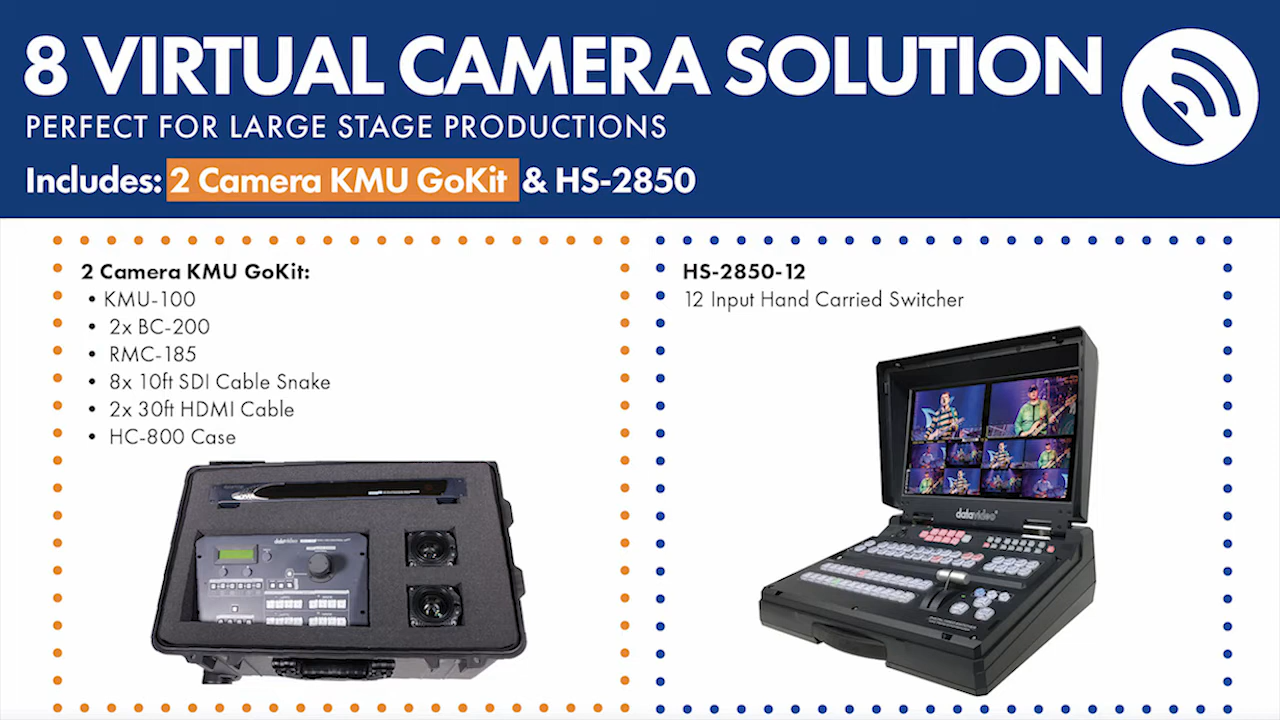 8 VIRTUAL CAMERA SOLUTION
PERFECT FOR LARGE STAGE PRODUCTIONS
Includes: 2 Camera KMU GoKit & HS-2850
2 Camera KMU GoKit:
• KMU-100
• 2x BC-200
• RMC-185
• 8x 10ft SDI Cable Snake
• 2x 30ft HDMI Cable
• HC-800 Case
HS-2850-12
12 Input Hand Carried Switcher
datavideo
datavideo